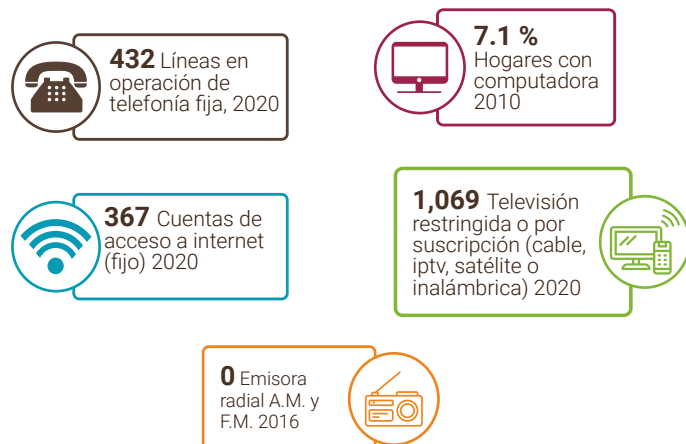 432 Líneas en
operación de
telefonía fija, 2020
7.1 %
Hogares con
computadora
2010
367 Cuentas de
acceso a internet
(fijo) 2020
1,069 Televisión
restringida o por
suscripción (cable,
iptv, satélite o
inalámbrica) 2020
0 Emisora
radial A.M. y
F.M. 2016